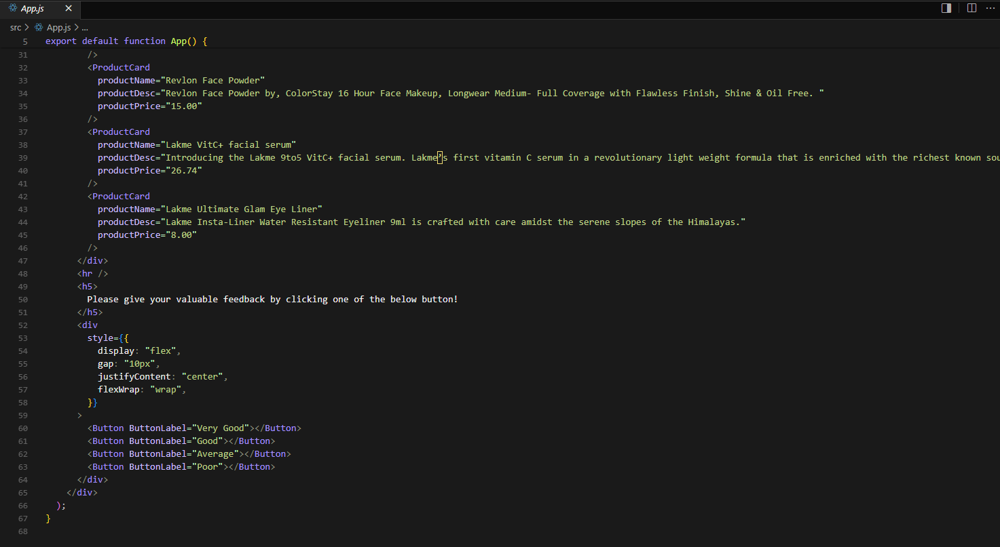 App.js
src > App.js > ...
5 export default function App() {
31 />
32 <ProductCard
33 productName="Revlon Face Powder"
34 productDesc="Revlon Face Powder by, ColorStay 16 Hour Face Makeup, Longwear Medium- Full Coverage with Flawless Finish, Shine & Oil Free. "
35 productPrice="15.00"
36 />
37 <ProductCard
38 productName="Lakme VitC+ facial serum"
39 productDesc="Introducing the Lakme 9to5 VitC+ facial serum. Lakme’s first vitamin C serum in a revolutionary light weight formula that is enriched with the richest known sou
40 productPrice="26.74"
41 />
42 <ProductCard
43 productName="Lakme Ultimate Glam Eye Liner"
44 productDesc="Lakme Insta-Liner Water Resistant Eyeliner 9ml is crafted with care amidst the serene slopes of the Himalayas."
45 productPrice="8.00"
46 />
47 </div>
48 <hr />
49 <h5>
50 Please give your valuable feedback by clicking one of the below button!
51 </h5>
52 <div
53 style={{
54 display: "flex",
55 gap: "10px",
56 justifyContent: "center",
57 flexWrap: "wrap",
58 }}
59 >
60 <Button ButtonLabel="Very Good"></Button>
61 <Button ButtonLabel="Good"></Button>
62 <Button ButtonLabel="Average"></Button>
63 <Button ButtonLabel="Poor"></Button>
64 </div>
65 </div>
66 );
67 }
68